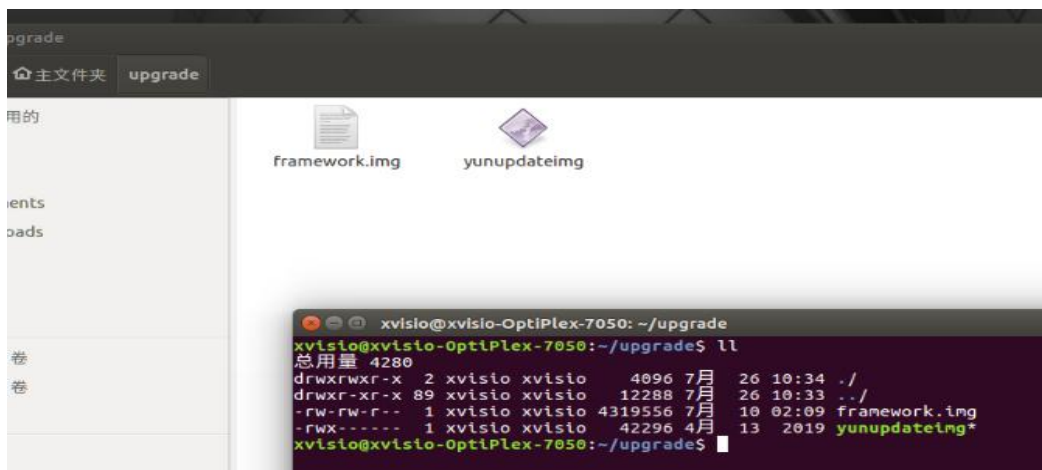 pgrade
主文件夹 upgrade
用的
ents
oads
卷
卷
framework.img yunupdateimg
xvisio@xvisio-OptiPlex-7050: ~/upgrade
xvisio@xvisio-OptiPlex-7050:~/upgrade$ ll
总用量 4280
drwxrwxr-x 2 xvisio xvisio 4096 7月 26 10:34 ./
drwxr-xr-x 89 xvisio xvisio 12288 7月 26 10:33 ../
-rw-rw-r-- 1 xvisio xvisio 4319556 7月 10 02:09 framework.img
-rwx------ 1 xvisio xvisio 42296 4月 13 2019 yunupdateimg*
xvisio@xvisio-OptiPlex-7050:~/upgrade$